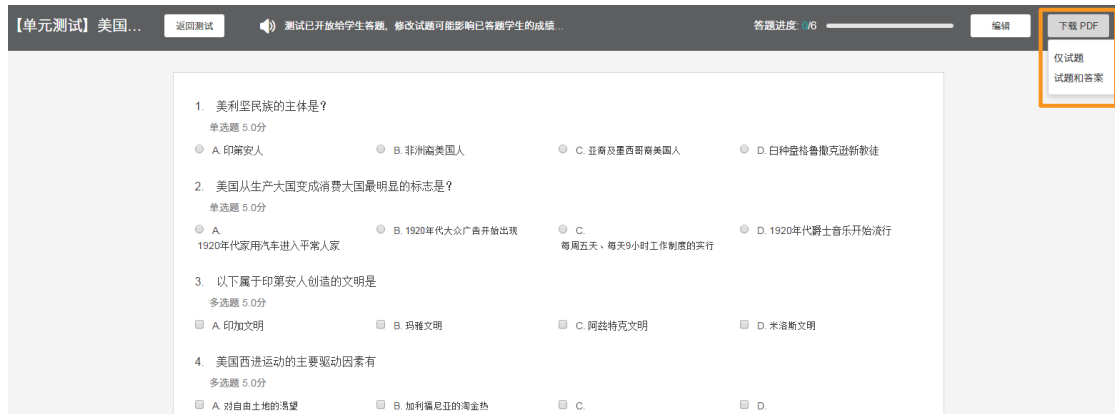 【单元测试】美国... 返回测试 测试已开放给学生答题，修改试题可能影响已答题学生的成绩... 答题进度: 0/6 编辑 下载 PDF
仅试题
试题和答案
1. 美利坚民族的主体是？
单选题 5.0分
A. 印第安人 B. 非洲裔美国人 C. 亚裔及墨西哥裔美国人 D. 白种盎格鲁撒克逊新教徒
2. 美国从生产大国变成消费大国最明显的标志是？
单选题 5.0分
A. B. 1920年代大众广告开始出现 C. D. 1920年代爵士音乐开始流行
1920年代家用汽车进入平常人家 每周五天、每天9小时工作制度的实行
3. 以下属于印第安人创造的文明是
多选题 5.0分
A. 印加文明 B. 玛雅文明 C. 阿兹特克文明 D. 米洛斯文明
4. 美国西进运动的主要驱动因素有
多选题 5.0分
A. 对自由土地的渴望 B. 加利福尼亚的淘金热 C. D.